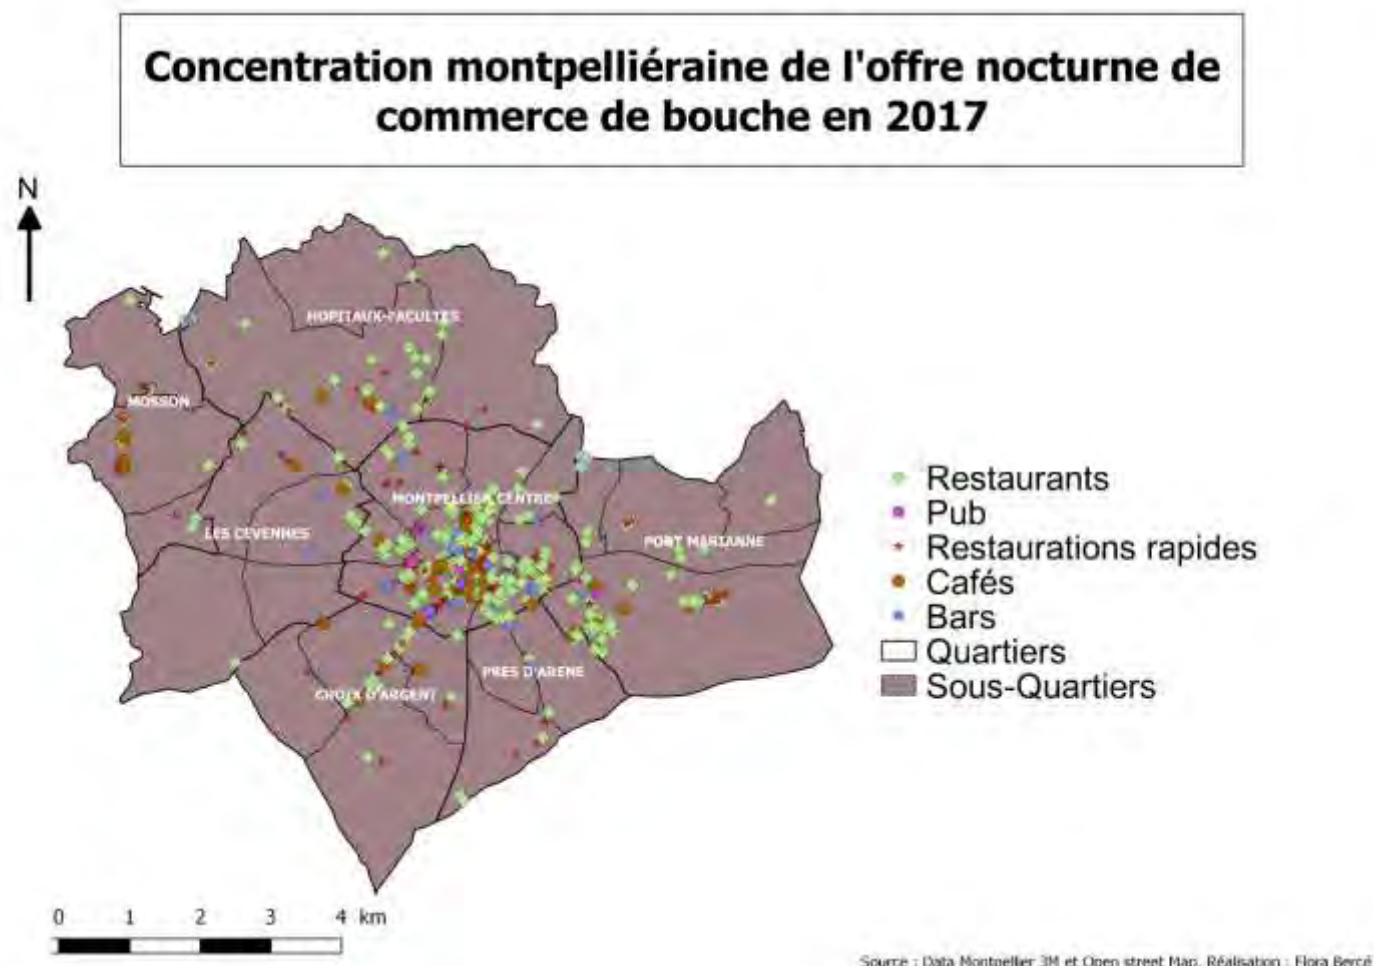 Concentration montpelliéraine de l'offre nocturne de
commerce de bouche en 2017
N
HOPITAUX-FACULTES
MOSSON
MONTPELLIER CENTRE
LES CEVENNES
PORT MARIANNE
PRES D'ARENE
CROIX D'ARGENT
Restaurants
Pub
Restaurations rapides
Cafés
Bars
Quartiers
Sous-Quartiers
0 1 2 3 4 km
Source : Data Montpellier 3M et Open street Map, Réalisation : Flora Bercé